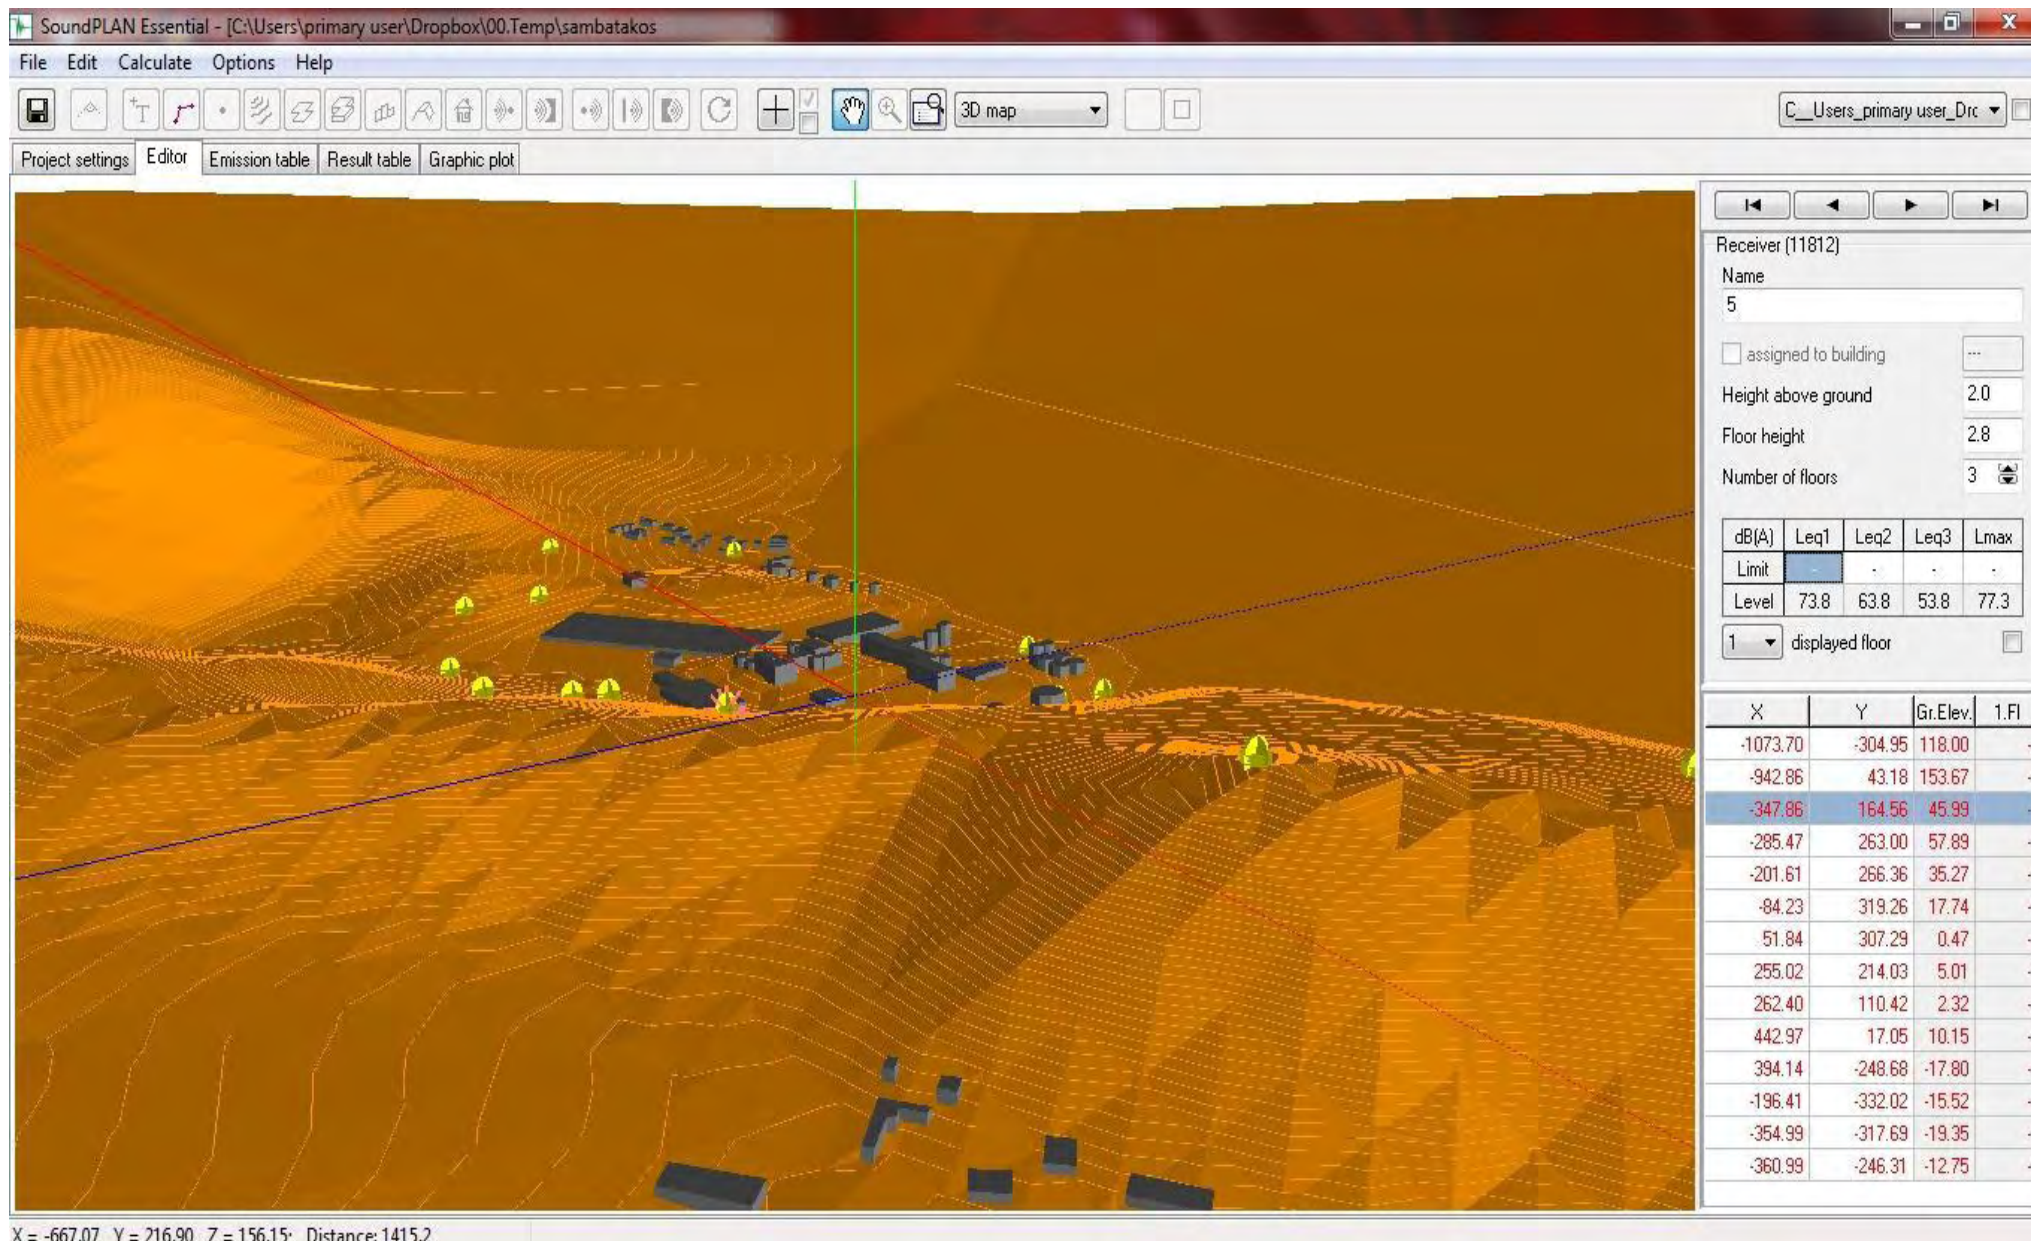 SoundPLAN Essential - [C:\Users\primary user\Dropbox\00.Temp\sambatakos
File Edit Calculate Options Help
3D map C__Users_primary user_Drc
Project settings Editor Emission table Result table Graphic plot
Receiver (11812)
Name
5
assigned to building ...
Height above ground 2.0
Floor height 2.8
Number of floors 3
dB(A) Leq1 Leq2 Leq3 Lmax
Limit - - - -
Level 73.8 63.8 53.8 77.3
1 displayed floor
X Y Gr.Elev. 1.Fl
-1073.70 -304.95 118.00 -
-942.86 43.18 153.67 -
-347.86 164.56 45.99 -
-285.47 263.00 57.89 -
-201.61 266.36 35.27 -
-84.23 319.26 17.74 -
51.84 307.29 0.47 -
255.02 214.03 5.01 -
262.40 110.42 2.32 -
442.97 17.05 10.15 -
394.14 -248.68 -17.80 -
-196.41 -332.02 -15.52 -
-354.99 -317.69 -19.35 -
-360.99 -246.31 -12.75 -
X = -667.07 Y = 216.90 Z = 156.15; Distance: 1415.2